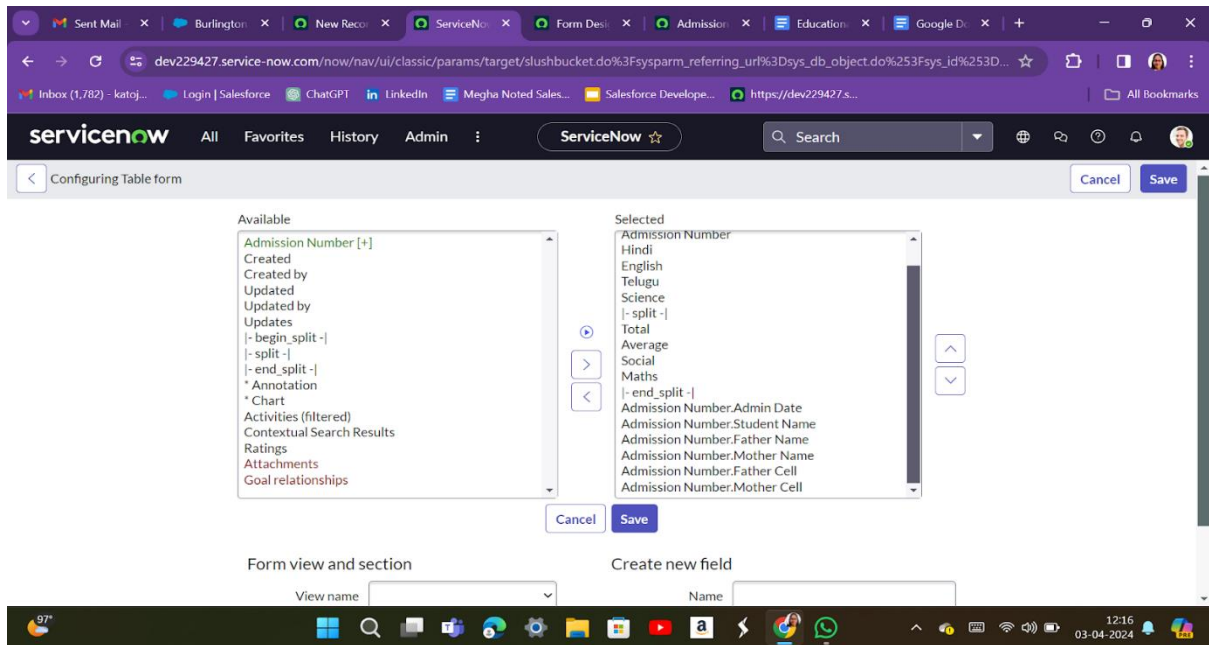 Sent Mail
Burlington
New Recor
ServiceNow
Form Desig
Admission
Education
Google Do
dev229427.service-now.com/now/nav/ui/classic/params/target/slushbucket.do%3Fsysparm_referring_url%3Dsys_db_object.do%253Fsys_id%253D...
Inbox (1,782) - katoj...
Login | Salesforce
ChatGPT
LinkedIn
Megha Noted Sales...
Salesforce Develope...
https://dev229427.s...
All Bookmarks
servicenow
All
Favorites
History
Admin
ServiceNow
Search
Configuring Table form
Cancel
Save
Available
Admission Number [+]
Created
Created by
Updated
Updated by
Updates
|- begin_split -|
|- split -|
|- end_split -|
* Annotation
* Chart
Activities (filtered)
Contextual Search Results
Ratings
Attachments
Goal relationships
Selected
Admission Number
Hindi
English
Telugu
Science
|- split -|
Total
Average
Social
Maths
|- end_split -|
Admission Number.Admin Date
Admission Number.Student Name
Admission Number.Father Name
Admission Number.Mother Name
Admission Number.Father Cell
Admission Number.Mother Cell
Cancel
Save
Form view and section
Create new field
View name
Name
97°
12:16
03-04-2024